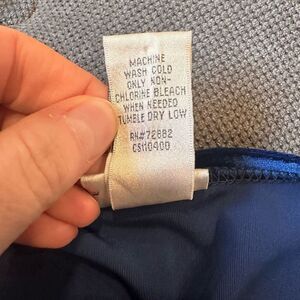 MACHINE
WASH COLD
ONLY NON-
CHLORINE BLEACH
WHEN NEEDED
TUMBLE DRY LOW
RN#72882
CS110400